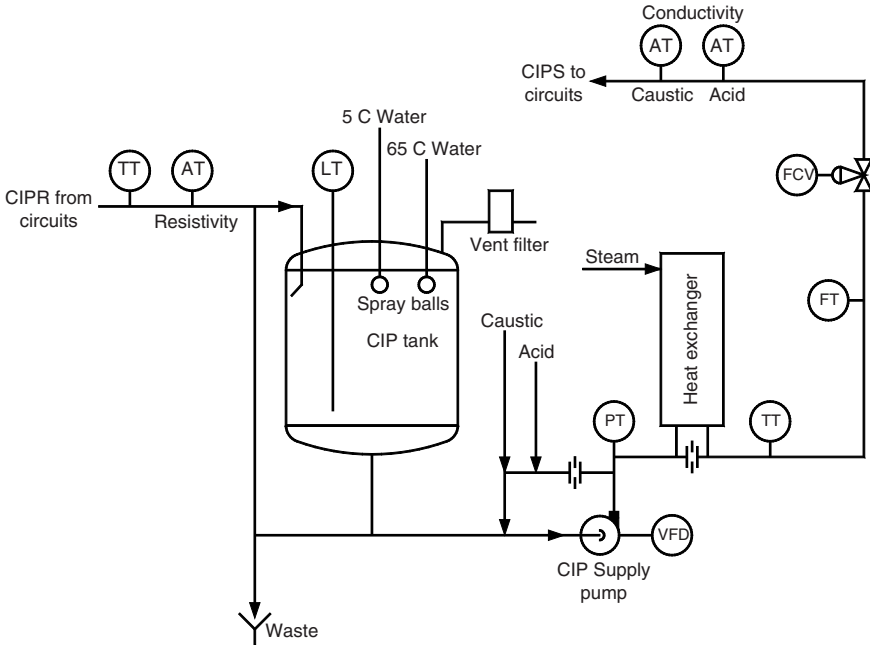 Conductivity
AT
AT
CIPS to
circuits
Caustic
Acid
5 C Water
65 C Water
TT
AT
LT
CIPR from
circuits
Resistivity
FCV
Vent filter
Steam
Spray balls
CIP tank
Heat exchanger
FT
Caustic
Acid
PT
TT
VFD
CIP Supply
pump
Waste